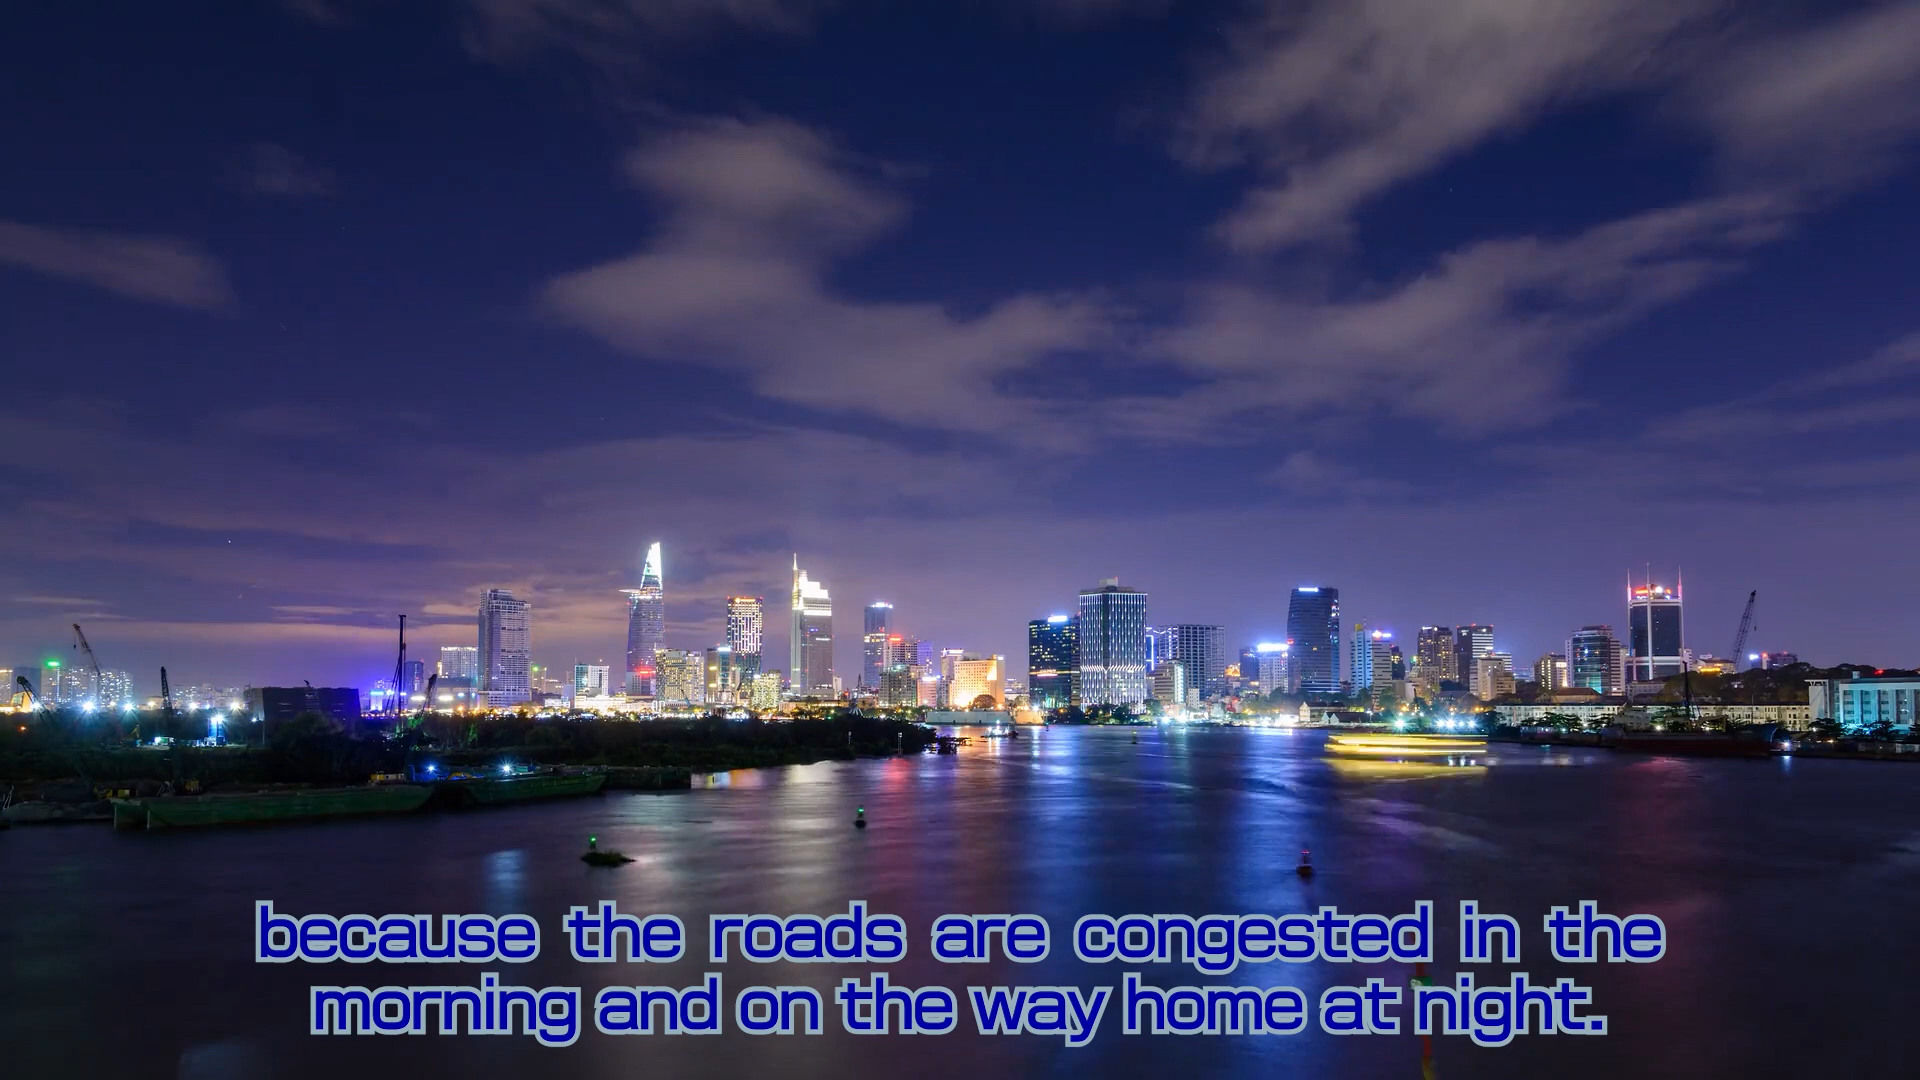 because the roads are congested in the
morning and on the way home at night.